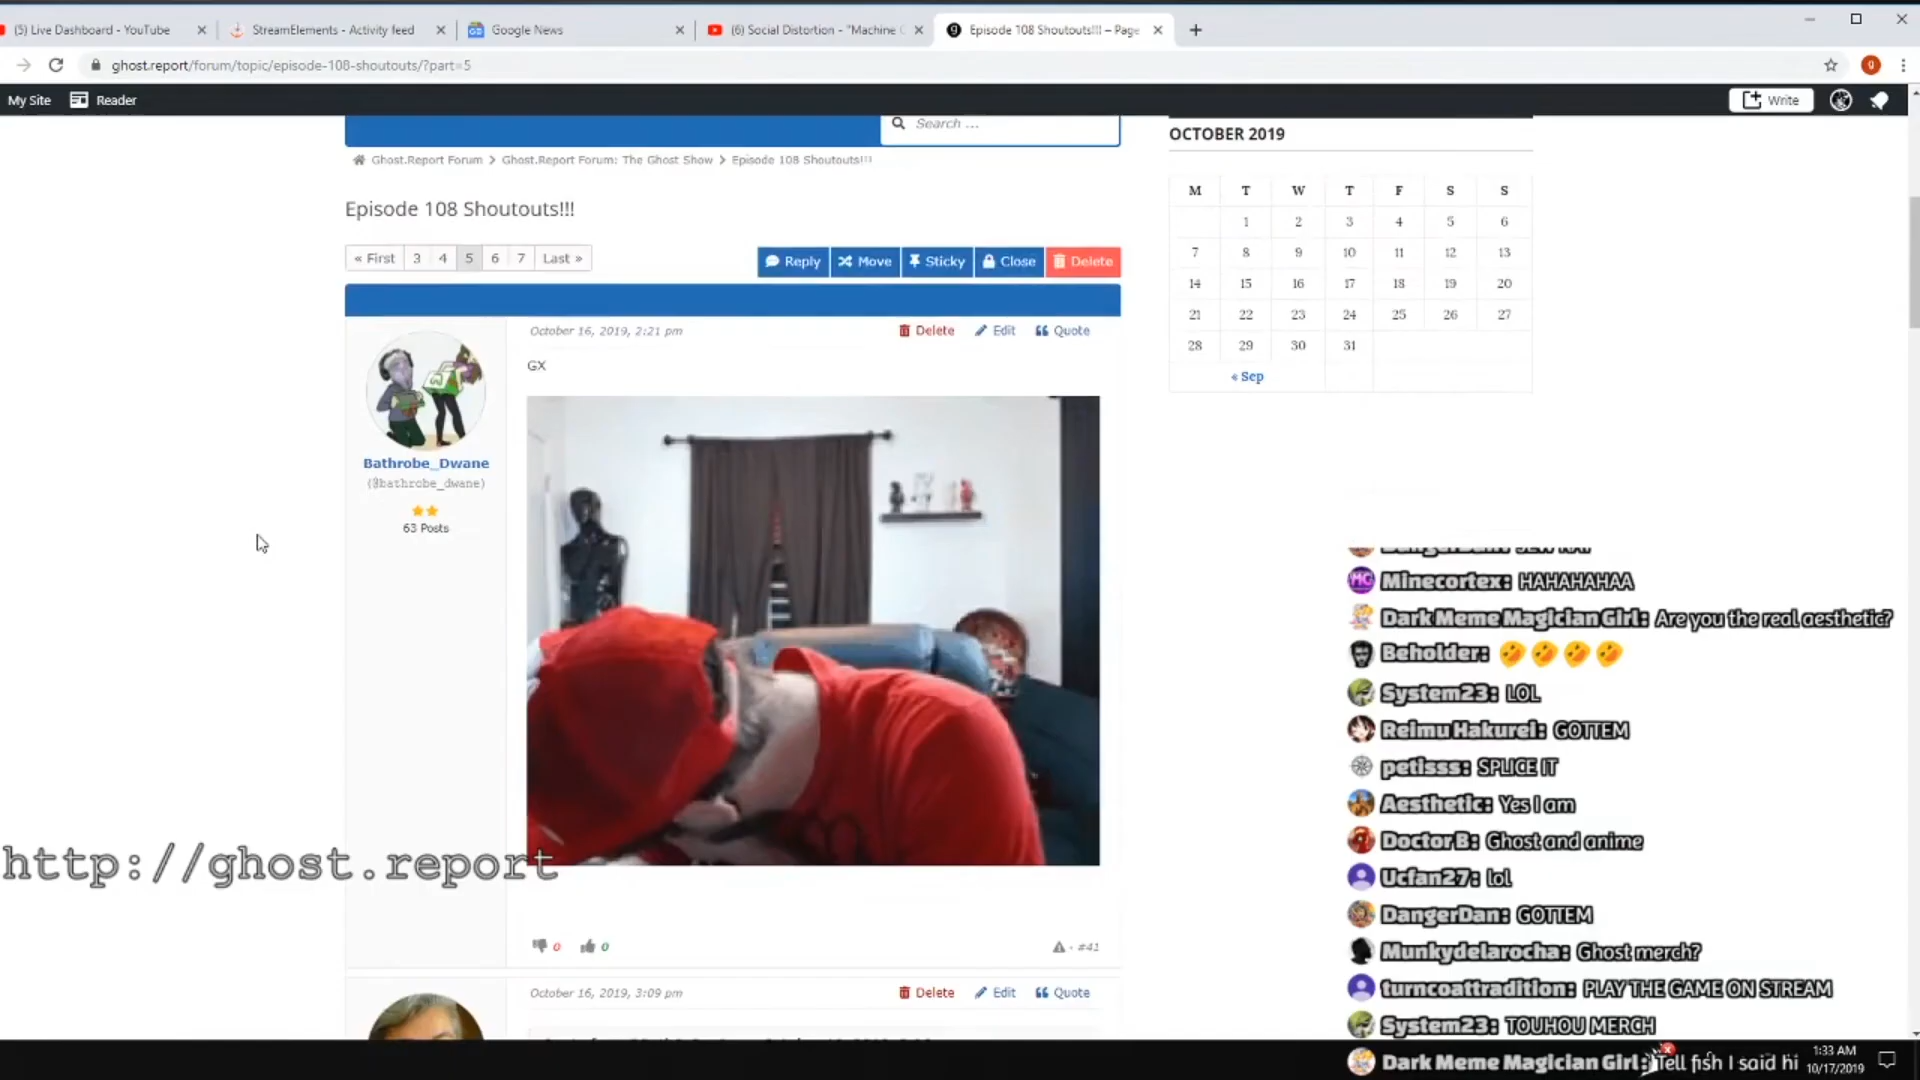 (5) Live Dashboard - YouTube
StreamElements - Activity feed
Google News
(6) Social Distortion - "Machine
Episode 108 Shoutouts!!! – Page
ghost.report/forum/topic/episode-108-shoutouts/?part=5
My Site
Reader
Write
Search ...
Ghost.Report Forum
Ghost.Report Forum: The Ghost Show
Episode 108 Shoutouts!!!
Episode 108 Shoutouts!!!
« First 3 4 5 6 7 Last »
Reply Move Sticky Close Delete
October 16, 2019, 2:21 pm
Delete Edit Quote
GX
Bathrobe_Dwane
(@bathrobe_dwane)
63 Posts
0 0
#41
October 16, 2019, 3:09 pm
Delete Edit Quote
http://ghost.report
OCTOBER 2019
M T W T F S S
1 2 3 4 5 6
7 8 9 10 11 12 13
14 15 16 17 18 19 20
21 22 23 24 25 26 27
28 29 30 31
« Sep
Minecortex: HAHAHAHAA
Dark Meme Magician Girl: Are you the real aesthetic?
Beholder:
System23: LOL
Reimu Hakurei: GOTTEM
petisss: SPLICE IT
Aesthetic: Yes I am
DoctorB: Ghost and anime
Ucfan27: lol
DangerDan: GOTTEM
Munkydelarocha: Ghost merch?
turncoattradition: PLAY THE GAME ON STREAM
System23: TOUHOU MERCH
Dark Meme Magician Girl: Tell fish I said hi
1:33 AM
10/17/2019